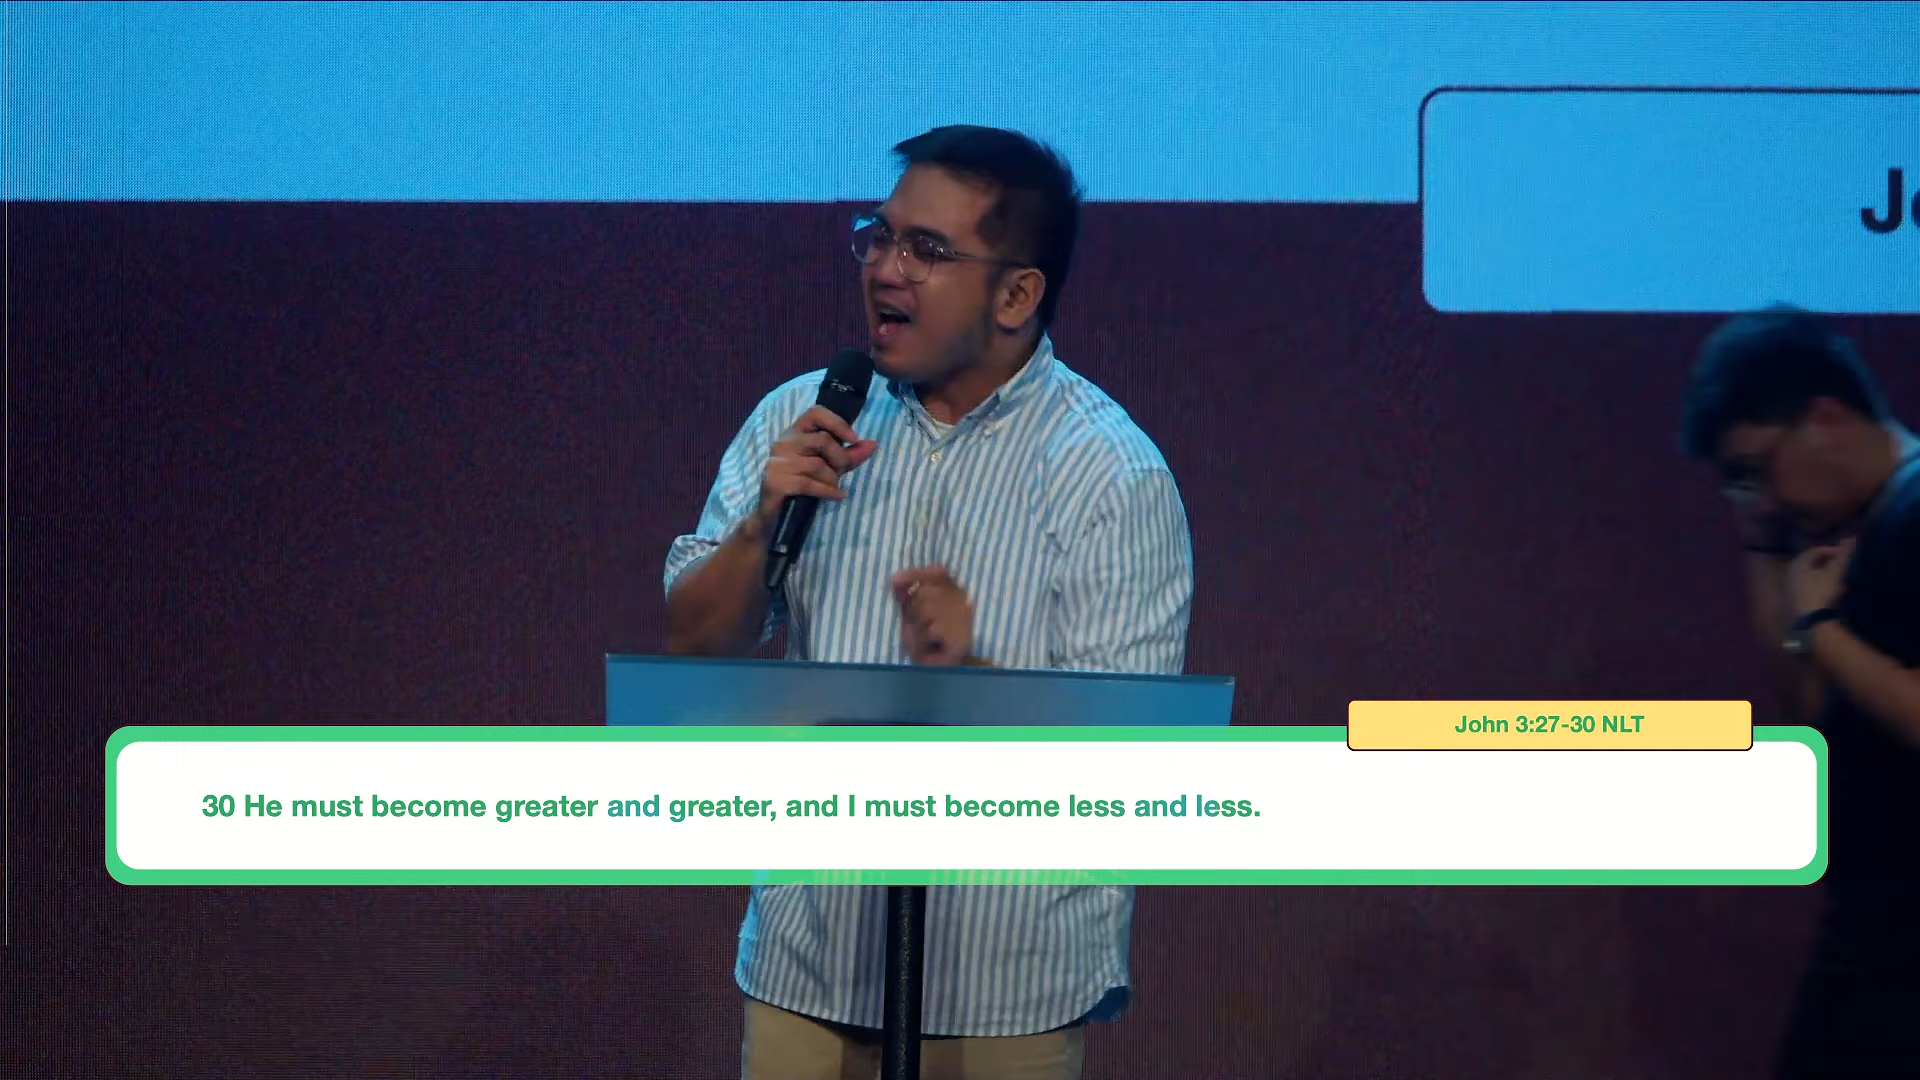 John 3:27-30 NLT
30 He must become greater and greater, and I must become less and less.